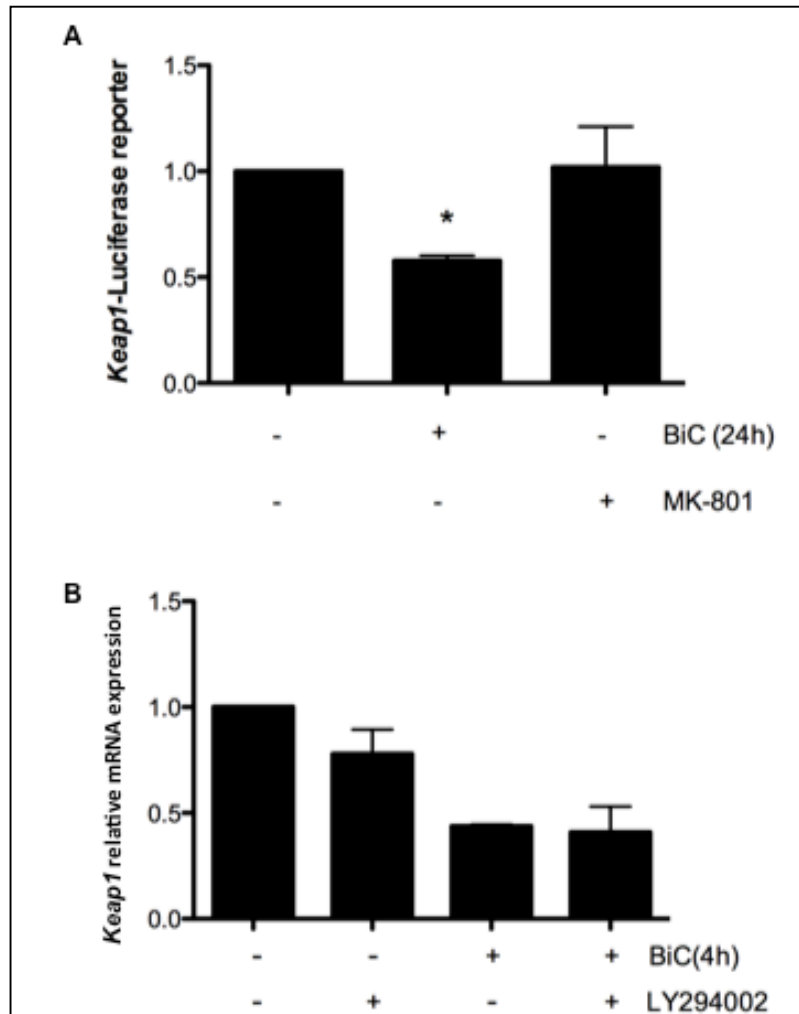 A
Keap1-Luciferase reporter
1.5
1.0
0.5
0.0
*
- + - BiC (24h)
- - + MK-801
B
Keap1 relative mRNA expression
1.5
1.0
0.5
0.0
- - + + BiC(4h)
- + - + LY294002